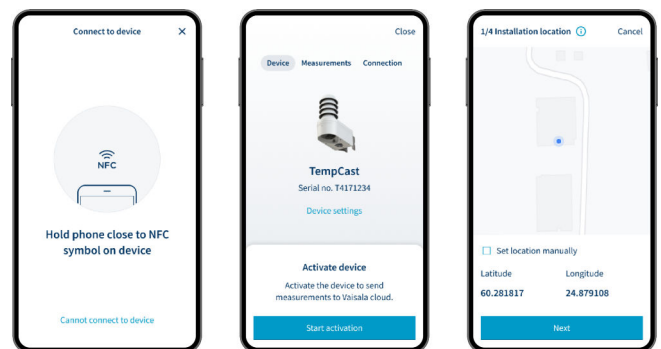 Connect to device
NFC
Hold phone close to NFC
symbol on device
Cannot connect to device
Close
Device Measurements Connection
TempCast
Serial no. T4171234
Device settings
Activate device
Activate the device to send
measurements to Vaisala cloud.
Start activation
1/4 Installation location Cancel
Set location manually
Latitude Longitude
60.281817 24.879108
Next